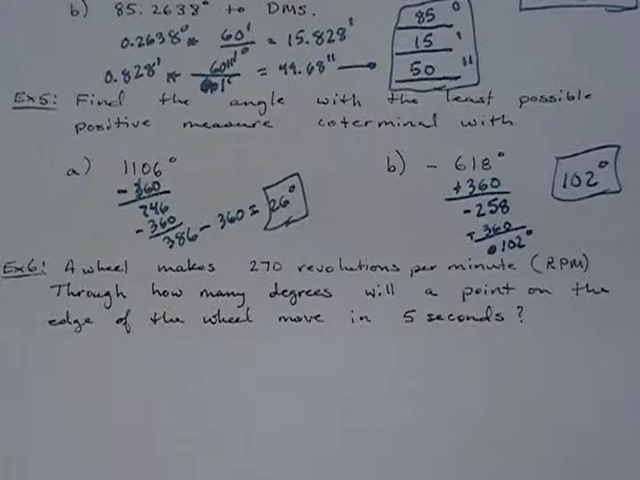 b) 85.2638° to DMS.
0.2638° * 60'/1° = 15.828'
0.828' * 60"/1' = 49.68" →
85°
15'
50"
Ex5: Find the angle with the least possible
positive measure coterminal with
a) 1106°
- 360
746
- 360
386 - 360 = 26°
b) - 618°
+ 360
- 258
+ 360
102°
102°
Ex6: A wheel makes 270 revolutions per minute (RPM)
Through how many degrees will a point on the
edge of the wheel move in 5 seconds?